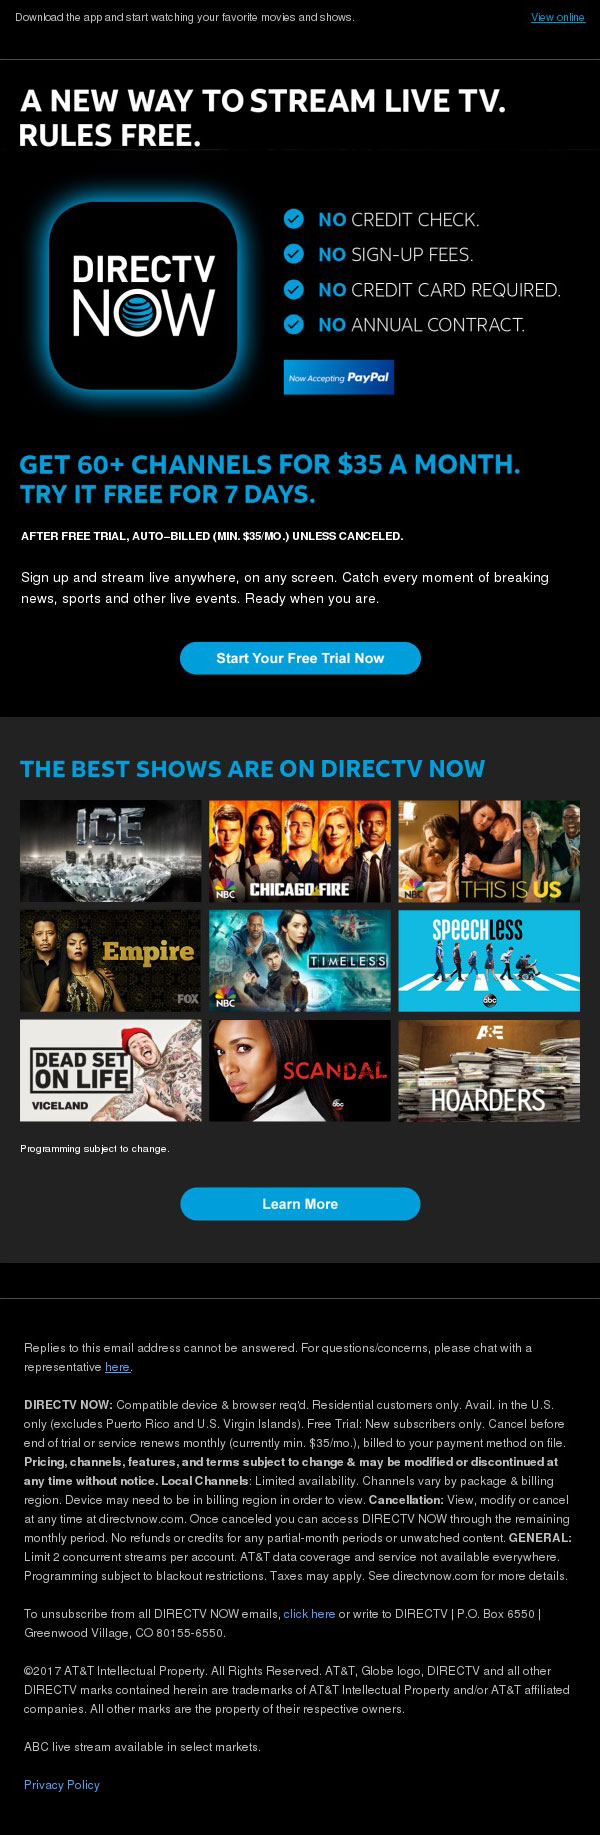 Download the app and start watching your favorite movies and shows.
View online
A NEW WAY TO STREAM LIVE TV.
RULES FREE.
DIRECTV
NOW
NO CREDIT CHECK.
NO SIGN-UP FEES.
NO CREDIT CARD REQUIRED.
NO ANNUAL CONTRACT.
Now Accepting PayPal
GET 60+ CHANNELS FOR $35 A MONTH.
TRY IT FREE FOR 7 DAYS.
AFTER FREE TRIAL, AUTO–BILLED (MIN. $35/MO.) UNLESS CANCELED.
Sign up and stream live anywhere, on any screen. Catch every moment of breaking
news, sports and other live events. Ready when you are.
Start Your Free Trial Now
THE BEST SHOWS ARE ON DIRECTV NOW
ICE
NBC CHICAGO FIRE
NBC THIS IS US
Empire
FOX
TIMELESS
NBC
SPEECHLESS
abc
DEAD SET
ON LIFE
VICELAND
SCANDAL
abc
A&E
HOARDERS
Programming subject to change.
Learn More
Replies to this email address cannot be answered. For questions/concerns, please chat with a
representative here.
DIRECTV NOW: Compatible device & browser req'd. Residential customers only. Avail. in the U.S.
only (excludes Puerto Rico and U.S. Virgin Islands). Free Trial: New subscribers only. Cancel before
end of trial or service renews monthly (currently min. $35/mo.), billed to your payment method on file.
Pricing, channels, features, and terms subject to change & may be modified or discontinued at
any time without notice. Local Channels: Limited availability. Channels vary by package & billing
region. Device may need to be in billing region in order to view. Cancellation: View, modify or cancel
at any time at directvnow.com. Once canceled you can access DIRECTV NOW through the remaining
monthly period. No refunds or credits for any partial-month periods or unwatched content. GENERAL:
Limit 2 concurrent streams per account. AT&T data coverage and service not available everywhere.
Programming subject to blackout restrictions. Taxes may apply. See directvnow.com for more details.
To unsubscribe from all DIRECTV NOW emails, click here or write to DIRECTV | P.O. Box 6550 |
Greenwood Village, CO 80155-6550.
©2017 AT&T Intellectual Property. All Rights Reserved. AT&T, Globe logo, DIRECTV and all other
DIRECTV marks contained herein are trademarks of AT&T Intellectual Property and/or AT&T affiliated
companies. All other marks are the property of their respective owners.
ABC live stream available in select markets.
Privacy Policy